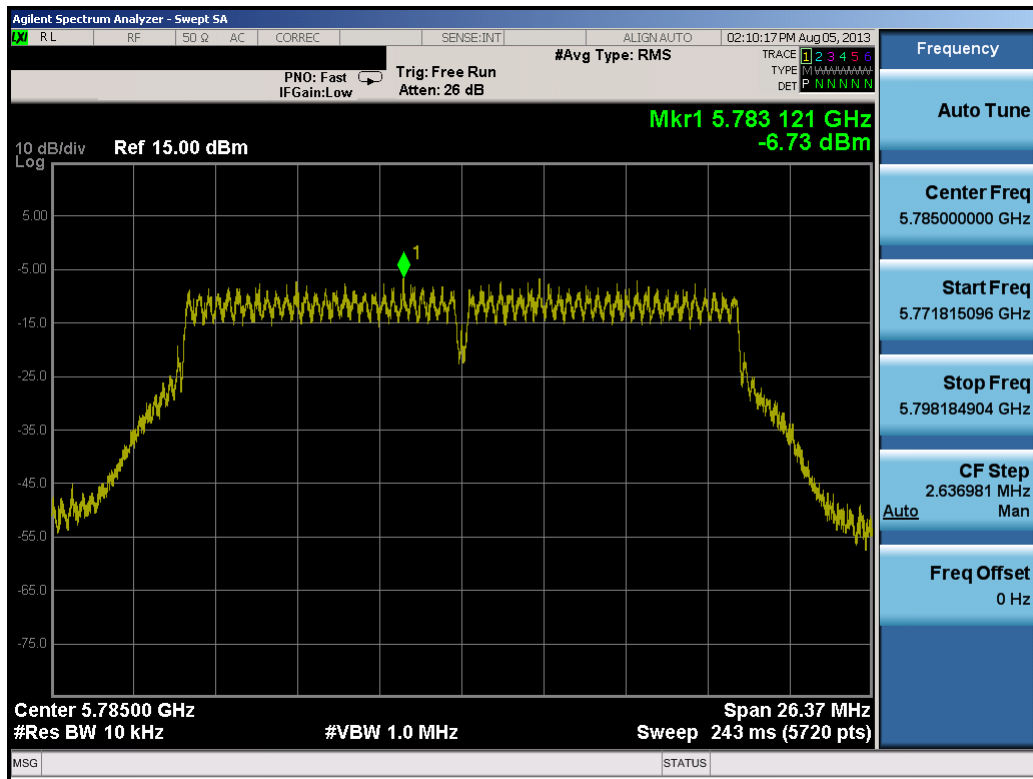 Agilent Spectrum Analyzer - Swept SA
LXI RL RF 50 Ω AC CORREC SENSE:INT ALIGN AUTO 02:10:17 PM Aug 05, 2013
#Avg Type: RMS TRACE 1 2 3 4 5 6
PNO: Fast Trig: Free Run TYPE M WWWWW
IFGain:Low Atten: 26 dB DET P N N N N N
Mkr1 5.783 121 GHz
-6.73 dBm
10 dB/div Ref 15.00 dBm
Log
5.00
1
-5.00
-15.0
-25.0
-35.0
-45.0
-55.0
-65.0
-75.0
Center 5.78500 GHz Span 26.37 MHz
#Res BW 10 kHz #VBW 1.0 MHz Sweep 243 ms (5720 pts)
MSG STATUS
Frequency
Auto Tune
Center Freq
5.785000000 GHz
Start Freq
5.771815096 GHz
Stop Freq
5.798184904 GHz
CF Step
2.636981 MHz
Auto Man
Freq Offset
0 Hz